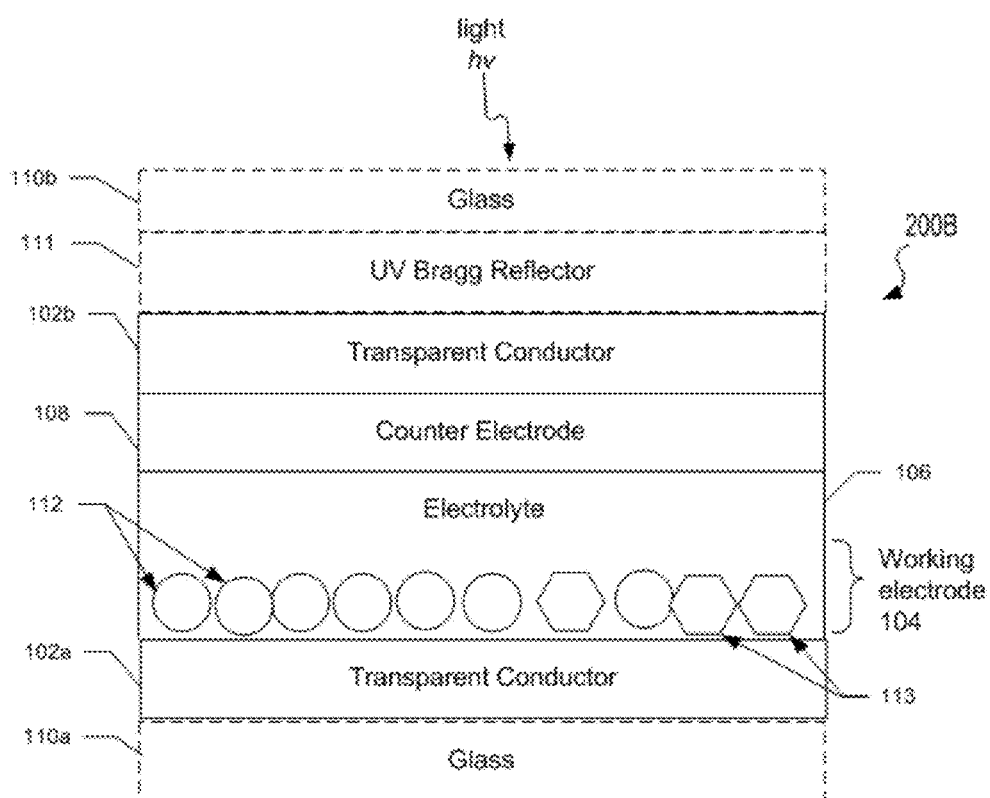 light
hv
110b
Glass
200B
111
UV Bragg Reflector
102b
Transparent Conductor
108
Counter Electrode
106
112
Electrolyte
Working
electrode
104
102a
Transparent Conductor
113
110a
Glass